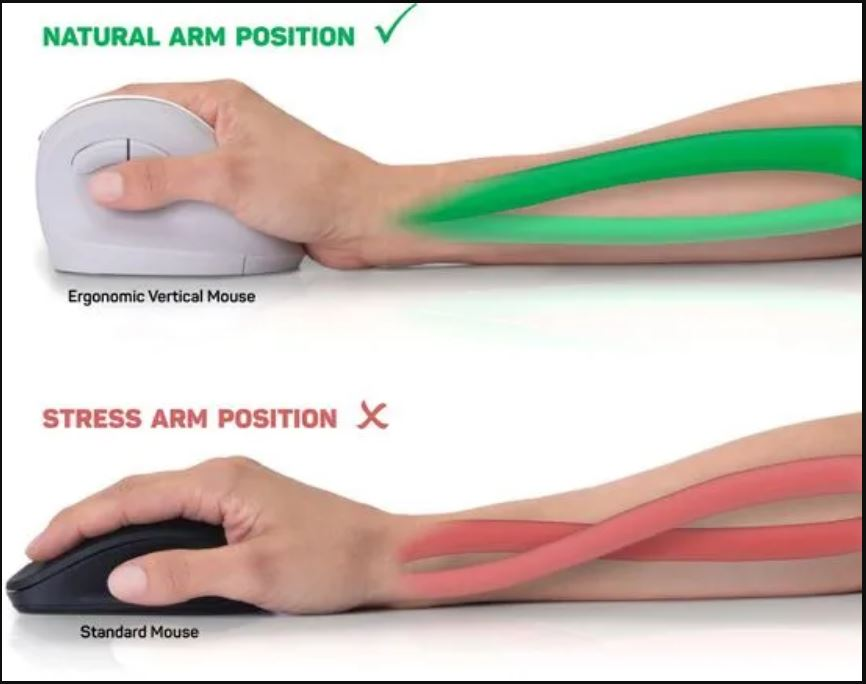 NATURAL ARM POSITION
Ergonomic Vertical Mouse
STRESS ARM POSITION
Standard Mouse